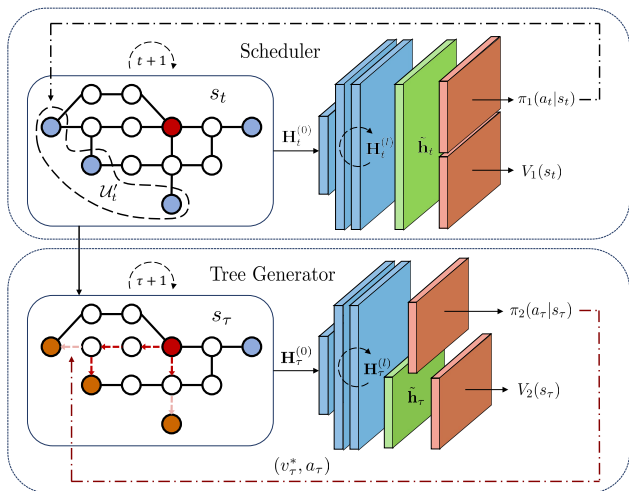 Scheduler
t + 1
s_t
U'_t
H_t^{(0)}
H_t^{(l)}
h̃_t
π_1(a_t|s_t)
V_1(s_t)
Tree Generator
τ + 1
s_τ
H_τ^{(0)}
H_τ^{(l)}
h̃_τ
π_2(a_τ|s_τ)
V_2(s_τ)
(v_τ^*, a_τ)